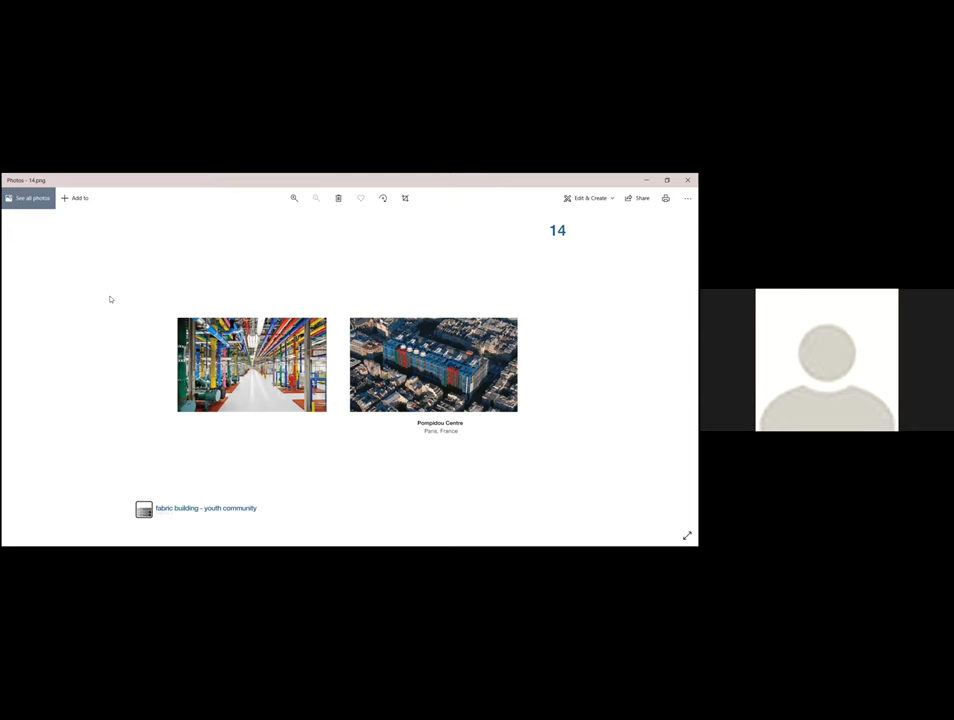 Photos - 14.png
See all photos
Add to
Edit & Create
Share
14
Pompidou Centre
Paris, France
fabric building - youth community